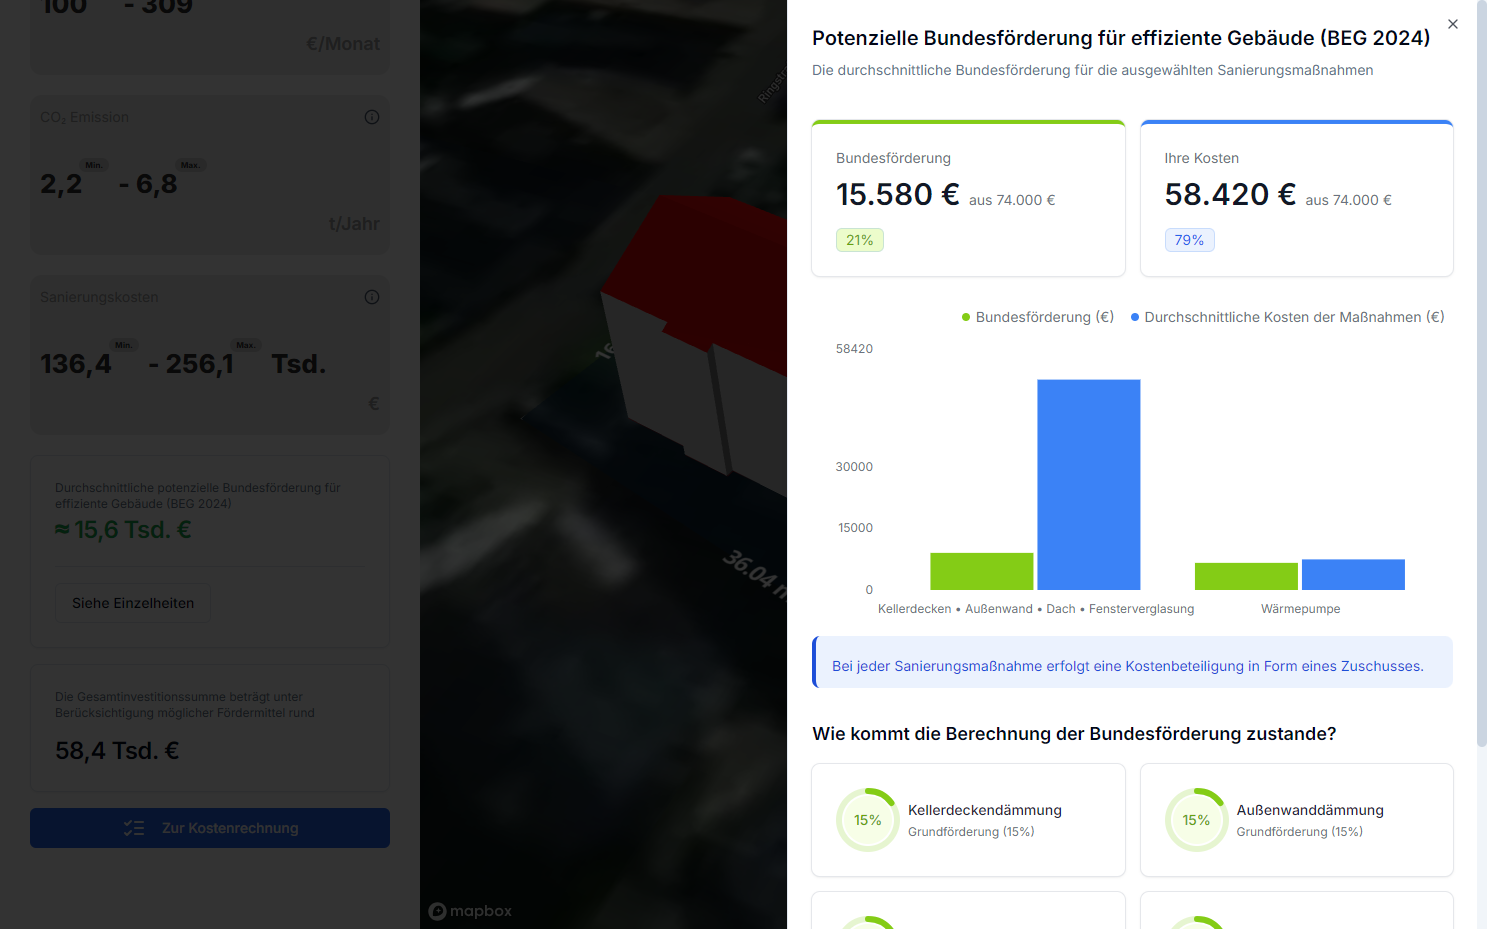 100 - 309
€/Monat
CO₂ Emission
Min. Max.
2,2 - 6,8
t/Jahr
Sanierungskosten
Min. Max.
136,4 - 256,1 Tsd.
€
Durchschnittliche potenzielle Bundesförderung für
effiziente Gebäude (BEG 2024)
≈ 15,6 Tsd. €
Siehe Einzelheiten
Die Gesamtinvestitionssumme beträgt unter
Berücksichtigung möglicher Fördermittel rund
58,4 Tsd. €
Zur Kostenrechnung
36.04 m
mapbox
Potenzielle Bundesförderung für effiziente Gebäude (BEG 2024)
Die durchschnittliche Bundesförderung für die ausgewählten Sanierungsmaßnahmen
Bundesförderung
15.580 € aus 74.000 €
21%
Ihre Kosten
58.420 € aus 74.000 €
79%
Bundesförderung (€) Durchschnittliche Kosten der Maßnahmen (€)
58420
30000
15000
0
Kellerdecken • Außenwand • Dach • Fensterverglasung
Wärmepumpe
Bei jeder Sanierungsmaßnahme erfolgt eine Kostenbeteiligung in Form eines Zuschusses.
Wie kommt die Berechnung der Bundesförderung zustande?
15%
Kellerdeckendämmung
Grundförderung (15%)
15%
Außenwanddämmung
Grundförderung (15%)